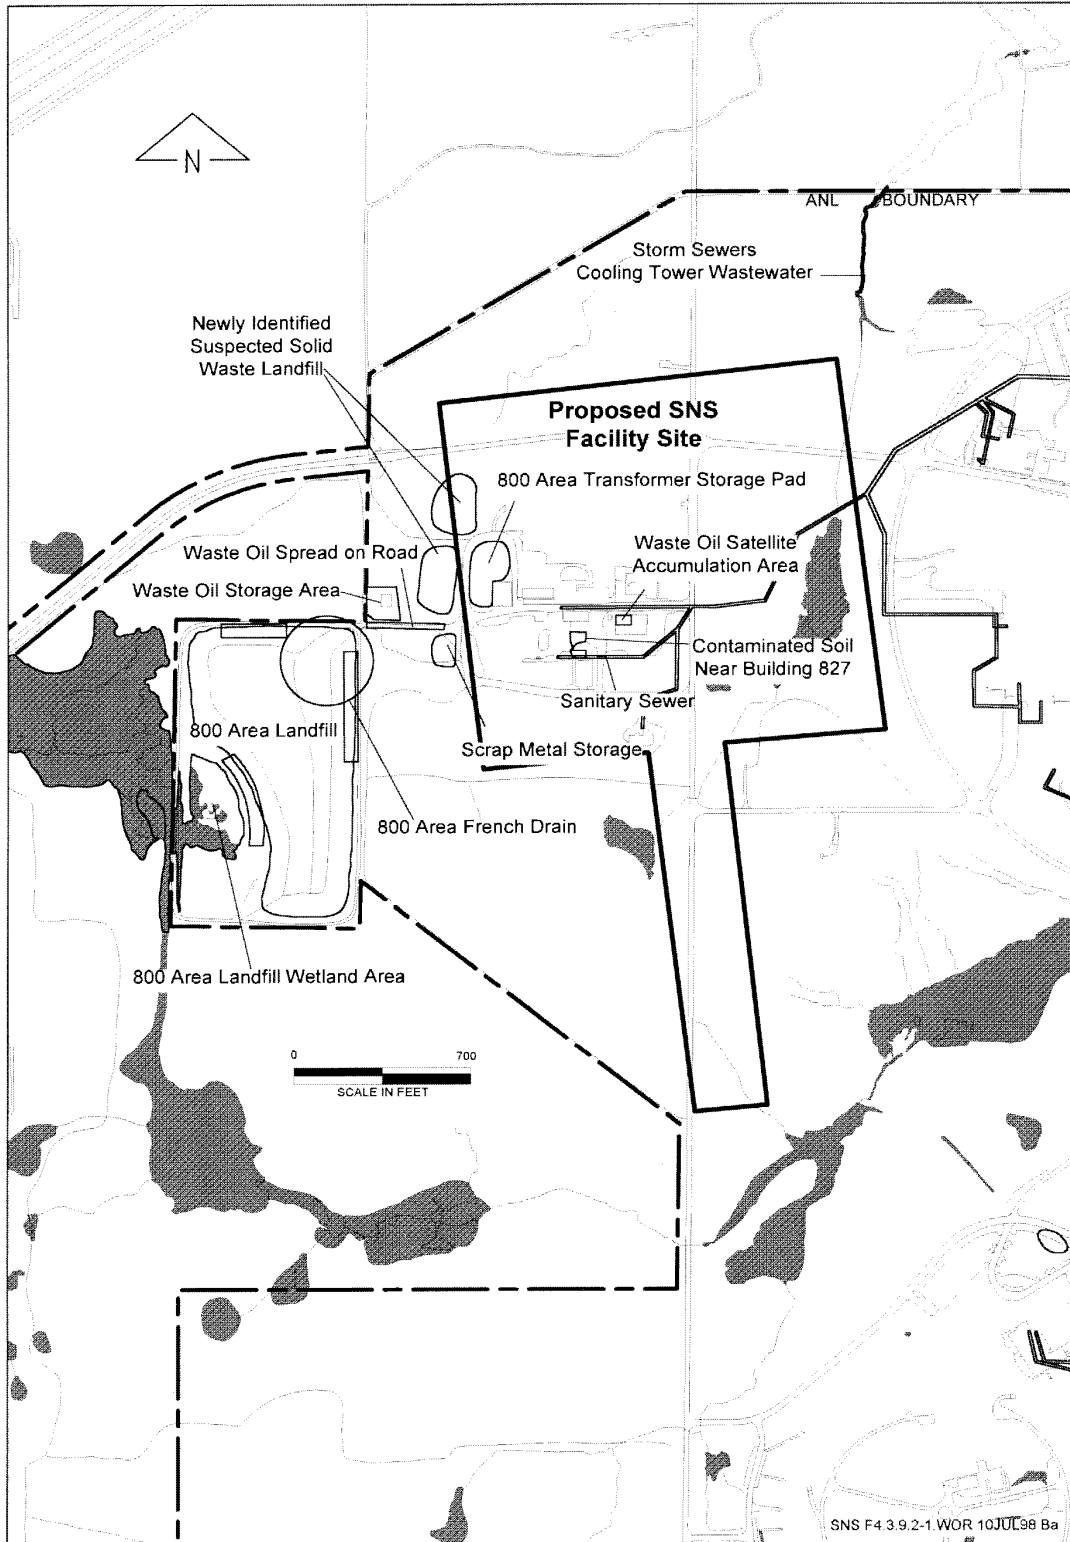 N
ANL BOUNDARY
Storm Sewers
Cooling Tower Wastewater
Newly Identified
Suspected Solid
Waste Landfill
Proposed SNS
Facility Site
800 Area Transformer Storage Pad
Waste Oil Spread on Road
Waste Oil Satellite
Accumulation Area
Waste Oil Storage Area
Contaminated Soil
Near Building 827
Sanitary Sewer
800 Area Landfill
Scrap Metal Storage
800 Area French Drain
800 Area Landfill Wetland Area
0 700
SCALE IN FEET
SNS F4.3.9.2-1.WOR 10JUL98 Ba